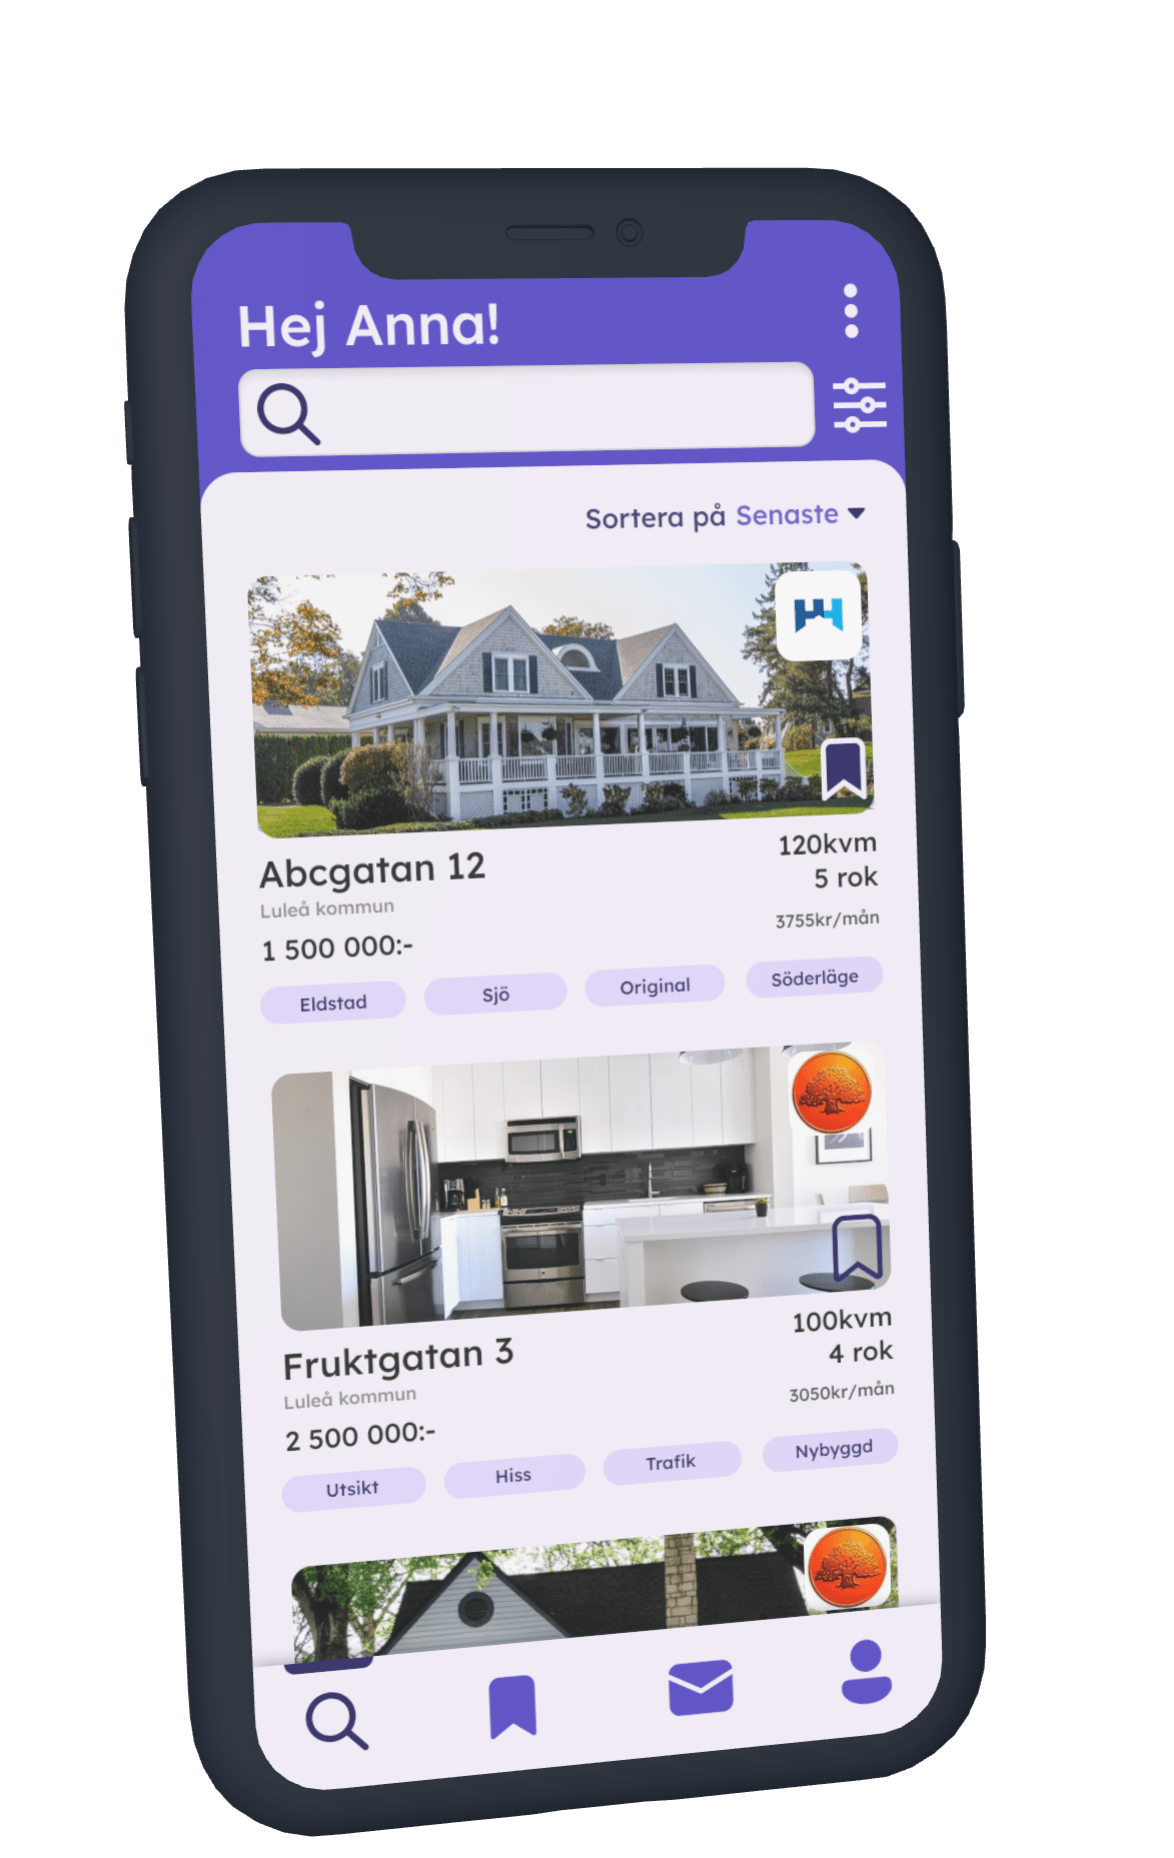 Hej Anna!
Sortera på Senaste
Abcgatan 12
120kvm
5 rok
Luleå kommun
3755kr/mån
1 500 000:-
Eldstad Sjö Original Söderläge
Fruktgatan 3
100kvm
4 rok
Luleå kommun
3050kr/mån
2 500 000:-
Utsikt Hiss Trafik Nybyggd